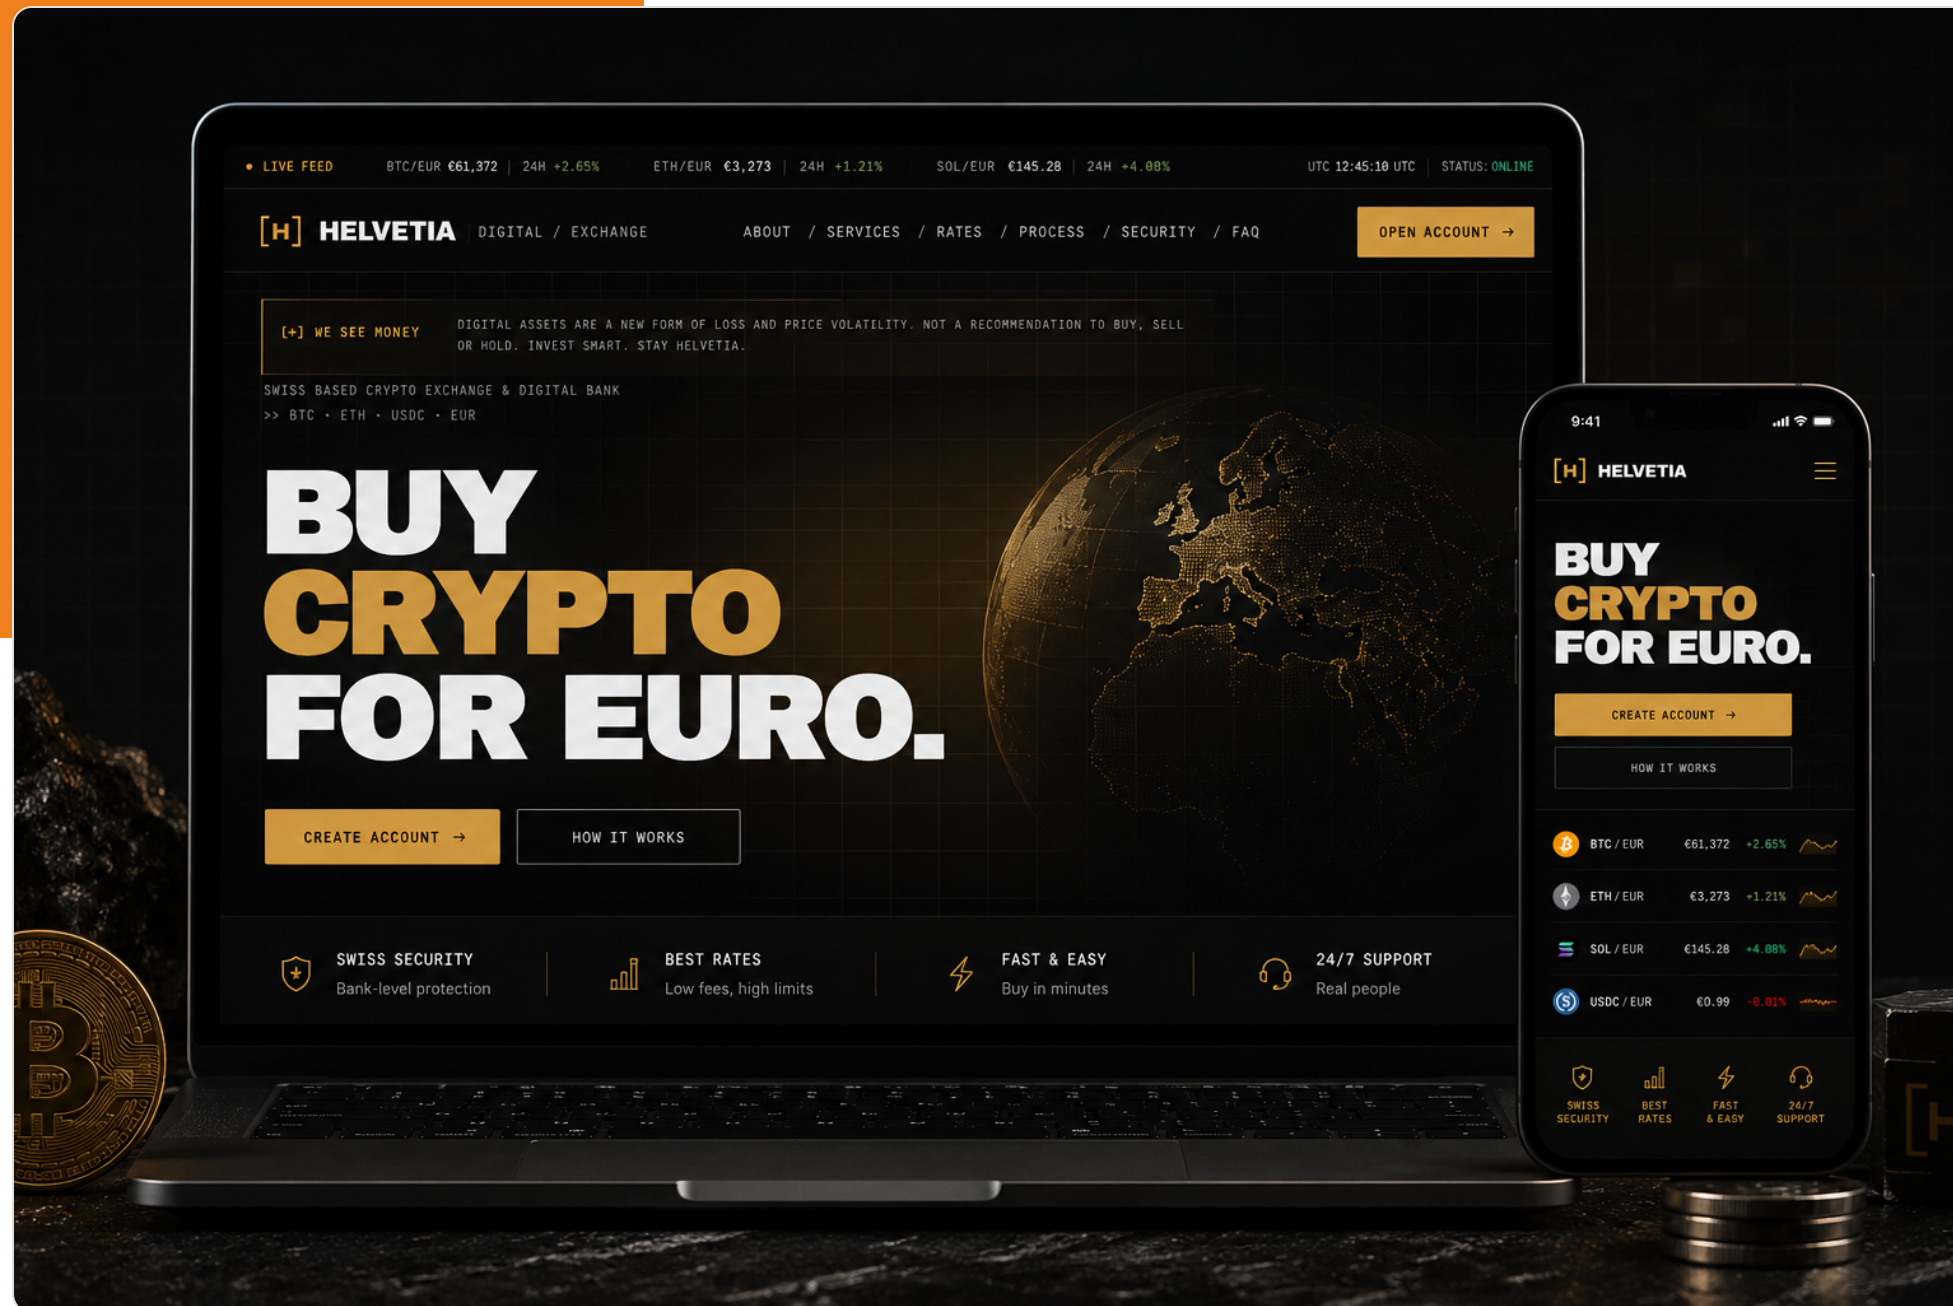 LIVE FEED BTC/EUR €61,372 | 24H +2.65% ETH/EUR €3,273 | 24H +1.21% SOL/EUR €145.28 | 24H +4.08% UTC 12:45:10 UTC | STATUS: ONLINE
[H] HELVETIA DIGITAL / EXCHANGE ABOUT / SERVICES / RATES / PROCESS / SECURITY / FAQ OPEN ACCOUNT →
[+] WE SEE MONEY
DIGITAL ASSETS ARE A NEW FORM OF LOSS AND PRICE VOLATILITY. NOT A RECOMMENDATION TO BUY, SELL
OR HOLD. INVEST SMART. STAY HELVETIA.
SWISS BASED CRYPTO EXCHANGE & DIGITAL BANK
>> BTC • ETH • USDC • EUR
BUY
CRYPTO
FOR EURO.
CREATE ACCOUNT → HOW IT WORKS
SWISS SECURITY
Bank-level protection
BEST RATES
Low fees, high limits
FAST & EASY
Buy in minutes
24/7 SUPPORT
Real people
9:41
[H] HELVETIA
BUY
CRYPTO
FOR EURO.
CREATE ACCOUNT →
HOW IT WORKS
BTC / EUR €61,372 +2.65%
ETH / EUR €3,273 +1.21%
SOL / EUR €145.28 +4.08%
USDC / EUR €0.99 -0.01%
SWISS
SECURITY
BEST
RATES
FAST
& EASY
24/7
SUPPORT